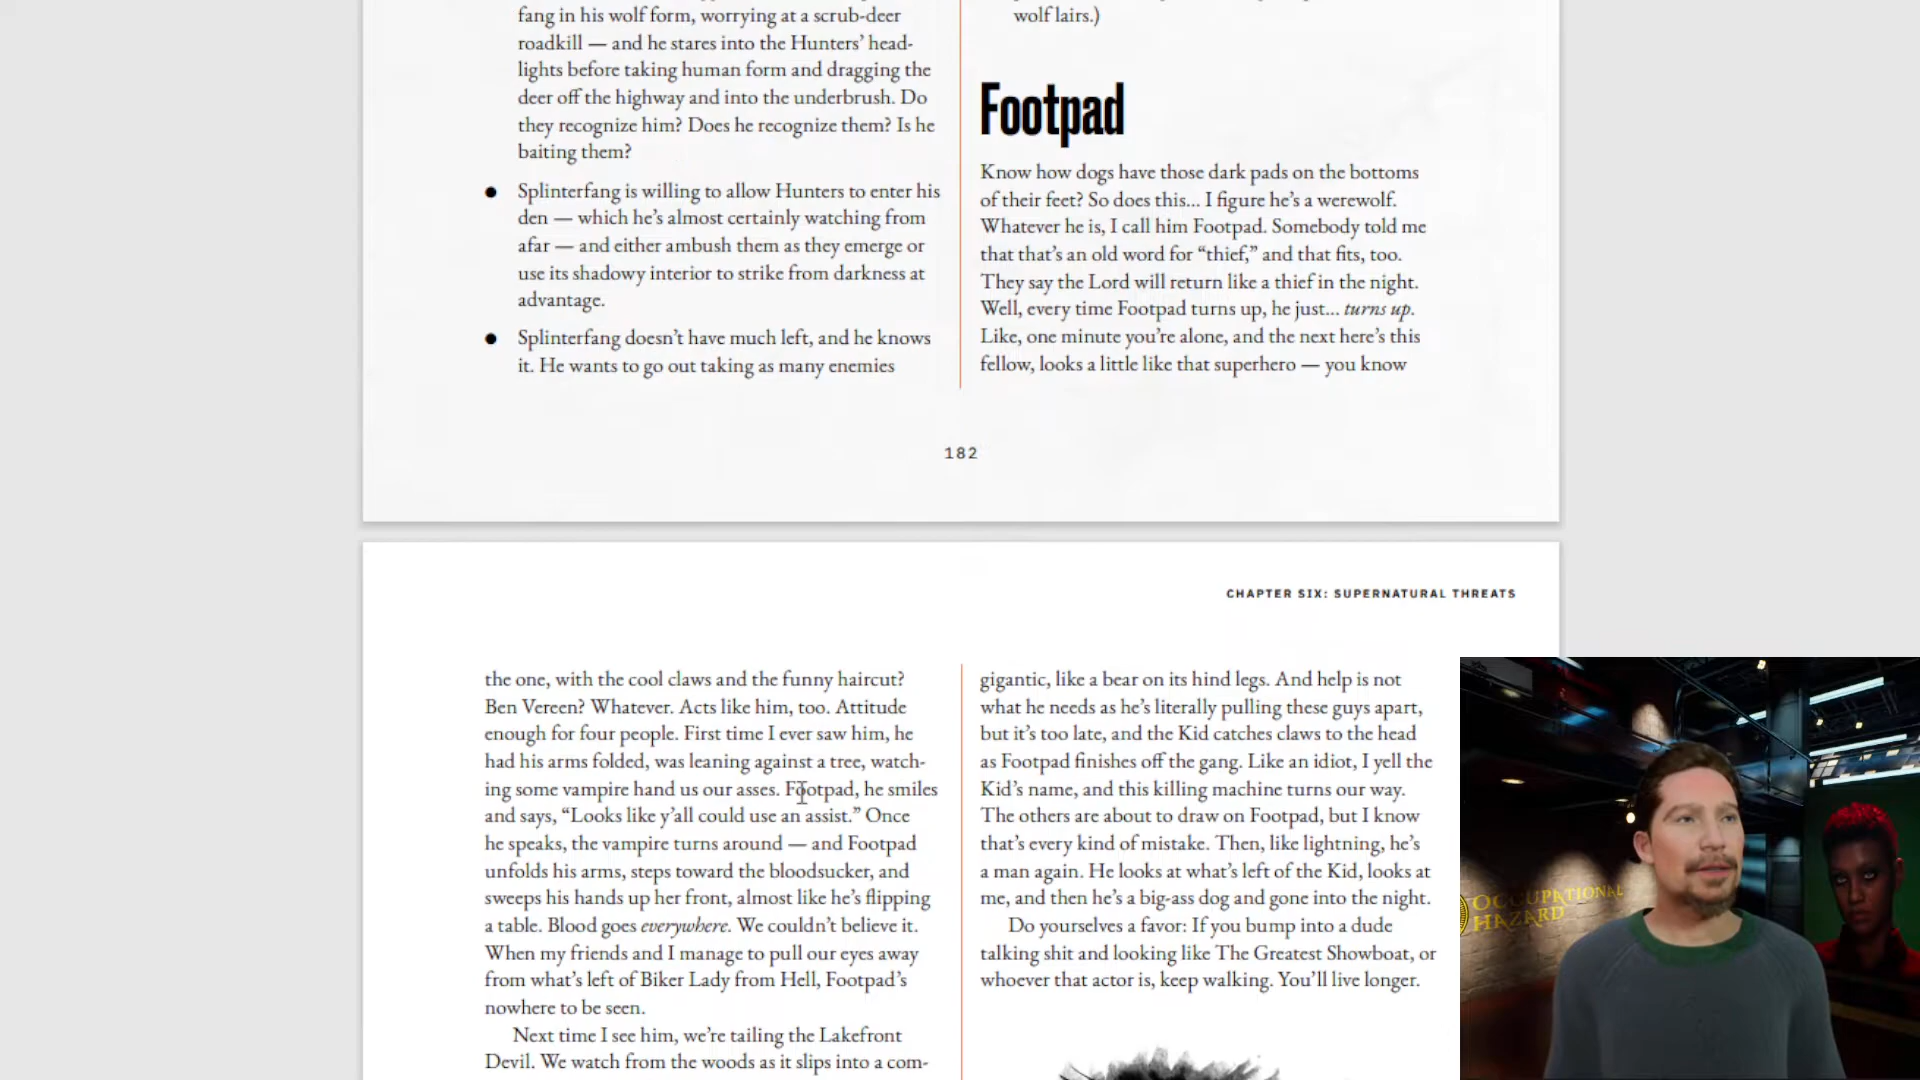 fang in his wolf form, worrying at a scrub-deer
roadkill — and he stares into the Hunters’ head-
lights before taking human form and dragging the
deer off the highway and into the underbrush. Do
they recognize him? Does he recognize them? Is he
baiting them?
● Splinterfang is willing to allow Hunters to enter his
den — which he’s almost certainly watching from
afar — and either ambush them as they emerge or
use its shadowy interior to strike from darkness at
advantage.
● Splinterfang doesn’t have much left, and he knows
it. He wants to go out taking as many enemies
wolf lairs.)
Footpad
Know how dogs have those dark pads on the bottoms
of their feet? So does this... I figure he’s a werewolf.
Whatever he is, I call him Footpad. Somebody told me
that that’s an old word for “thief,” and that fits, too.
They say the Lord will return like a thief in the night.
Well, every time Footpad turns up, he just... turns up.
Like, one minute you’re alone, and the next here’s this
fellow, looks a little like that superhero — you know
182
CHAPTER SIX: SUPERNATURAL THREATS
the one, with the cool claws and the funny haircut?
Ben Vereen? Whatever. Acts like him, too. Attitude
enough for four people. First time I ever saw him, he
had his arms folded, was leaning against a tree, watch-
ing some vampire hand us our asses. Footpad, he smiles
and says, “Looks like y’all could use an assist.” Once
he speaks, the vampire turns around — and Footpad
unfolds his arms, steps toward the bloodsucker, and
sweeps his hands up her front, almost like he’s flipping
a table. Blood goes everywhere. We couldn’t believe it.
When my friends and I manage to pull our eyes away
from what’s left of Biker Lady from Hell, Footpad’s
nowhere to be seen.
Next time I see him, we’re tailing the Lakefront
Devil. We watch from the woods as it slips into a com-
gigantic, like a bear on its hind legs. And help is not
what he needs as he’s literally pulling these guys apart,
but it’s too late, and the Kid catches claws to the head
as Footpad finishes off the gang. Like an idiot, I yell the
Kid’s name, and this killing machine turns our way.
The others are about to draw on Footpad, but I know
that’s every kind of mistake. Then, like lightning, he’s
a man again. He looks at what’s left of the Kid, looks at
me, and then he’s a big-ass dog and gone into the night.
Do yourselves a favor: If you bump into a dude
talking shit and looking like The Greatest Showboat, or
whoever that actor is, keep walking. You’ll live longer.
OCCUPATIONAL
HAZARD